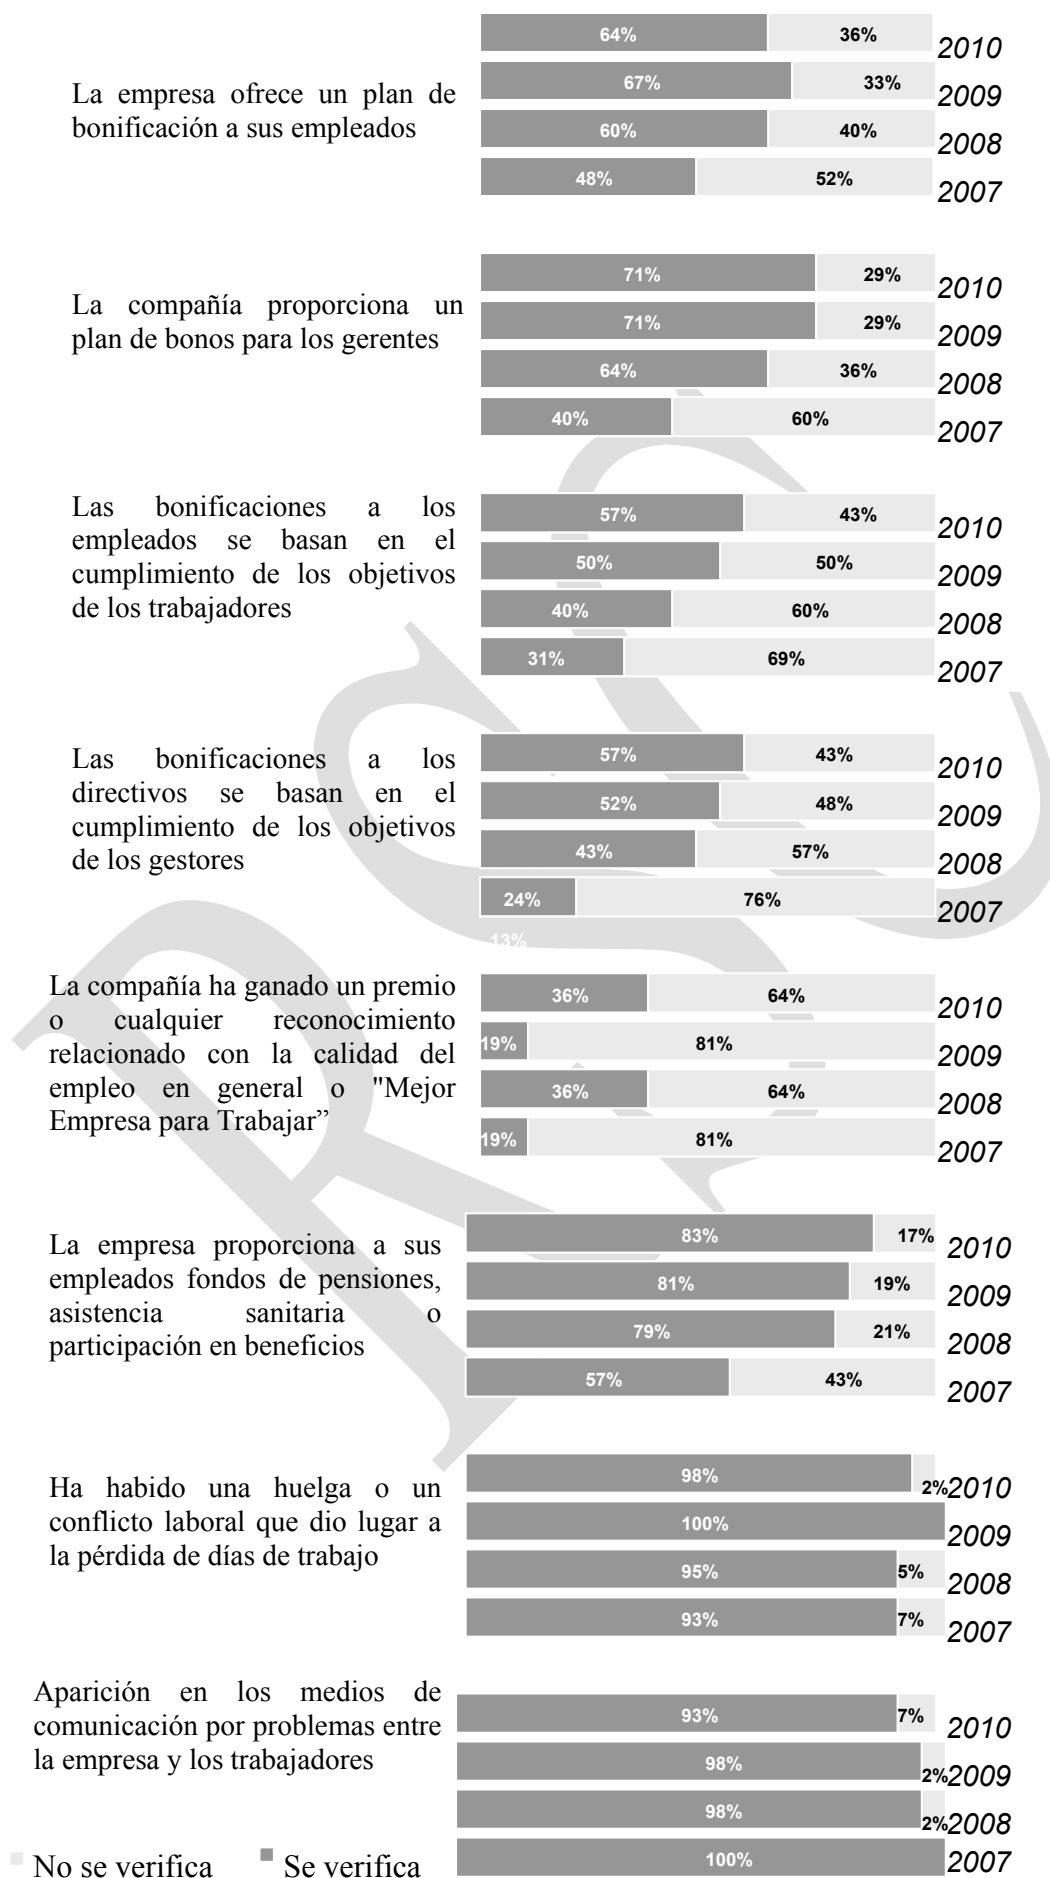 64% 36% 2010
67% 33% 2009
60% 40% 2008
48% 52% 2007
La empresa ofrece un plan de
bonificación a sus empleados
71% 29% 2010
71% 29% 2009
64% 36% 2008
40% 60% 2007
La compañía proporciona un
plan de bonos para los gerentes
57% 43% 2010
50% 50% 2009
40% 60% 2008
31% 69% 2007
Las bonificaciones a los
empleados se basan en el
cumplimiento de los objetivos
de los trabajadores
57% 43% 2010
52% 48% 2009
43% 57% 2008
24% 76% 2007
13%
Las bonificaciones a los
directivos se basan en el
cumplimiento de los objetivos
de los gestores
36% 64% 2010
19% 81% 2009
36% 64% 2008
19% 81% 2007
La compañía ha ganado un premio
o cualquier reconocimiento
relacionado con la calidad del
empleo en general o "Mejor
Empresa para Trabajar”
83% 17% 2010
81% 19% 2009
79% 21% 2008
57% 43% 2007
La empresa proporciona a sus
empleados fondos de pensiones,
asistencia sanitaria o
participación en beneficios
98% 2% 2010
100% 2009
95% 5% 2008
93% 7% 2007
Ha habido una huelga o un
conflicto laboral que dio lugar a
la pérdida de días de trabajo
93% 7% 2010
98% 2% 2009
98% 2% 2008
100% 2007
Aparición en los medios de
comunicación por problemas entre
la empresa y los trabajadores
No se verifica Se verifica